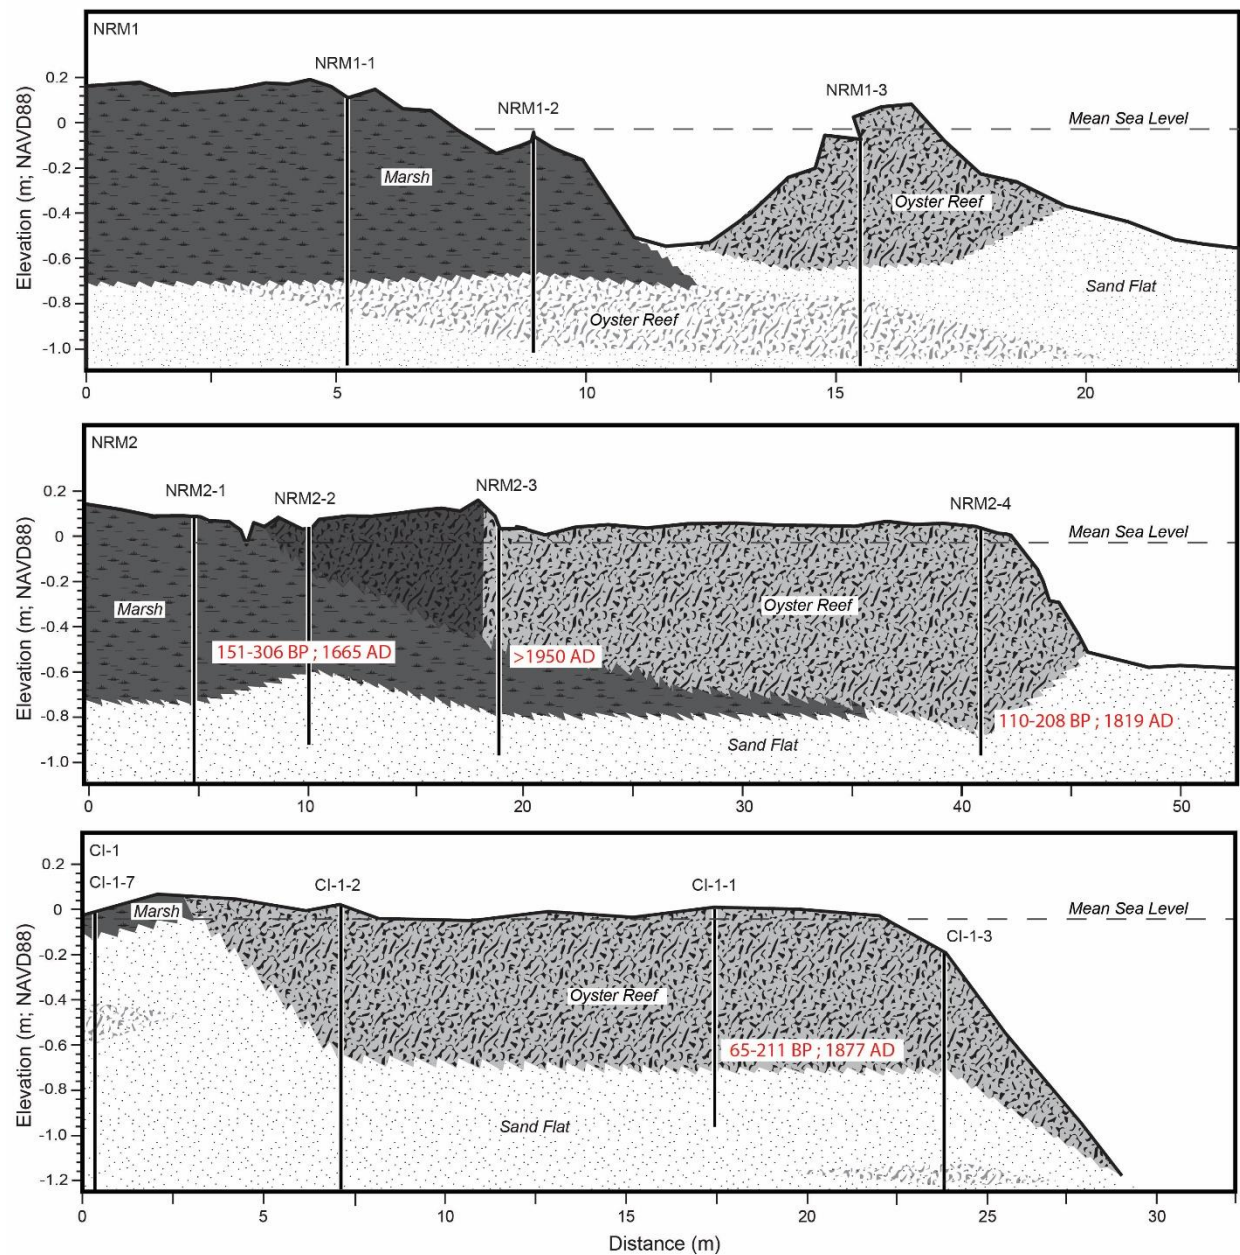 NRM1
NRM1-1
NRM1-2
NRM1-3
Mean Sea Level
Marsh
Oyster Reef
Sand Flat
Oyster Reef
Elevation (m; NAVD88)
0.2
0
-0.2
-0.4
-0.6
-0.8
-1.0
0 5 10 15 20
NRM2
NRM2-1
NRM2-2
NRM2-3
NRM2-4
Mean Sea Level
Marsh
Oyster Reef
151-306 BP ; 1665 AD
>1950 AD
110-208 BP ; 1819 AD
Sand Flat
Elevation (m; NAVD88)
0.2
0
-0.2
-0.4
-0.6
-0.8
-1.0
0 5 10 15 20 30 40 50
CI-1
CI-1-7
CI-1-2
CI-1-1
CI-1-3
Mean Sea Level
Marsh
Oyster Reef
65-211 BP ; 1877 AD
Sand Flat
Elevation (m; NAVD88)
0.2
0
-0.2
-0.4
-0.6
-0.8
-1.0
-1.2
0 5 10 15 20 25 30
Distance (m)